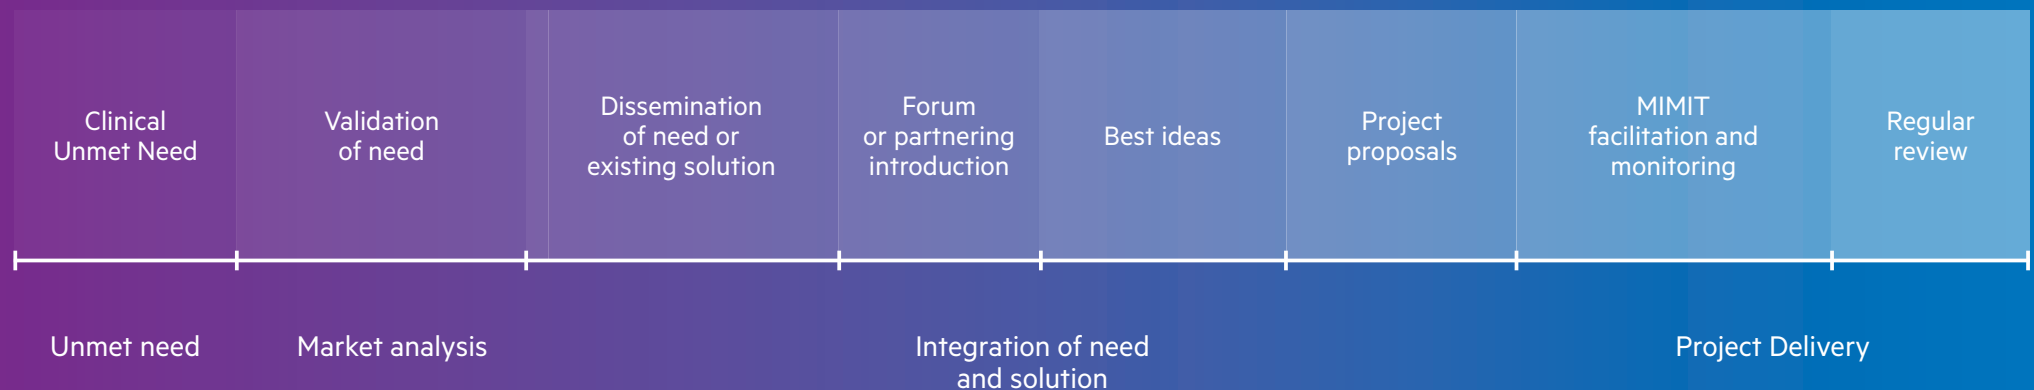 Clinical
Unmet Need
Validation
of need
Dissemination
of need or
existing solution
Forum
or partnering
introduction
Best ideas
Project
proposals
MIMIT
facilitation and
monitoring
Regular
review
Unmet need
Market analysis
Integration of need
and solution
Project Delivery